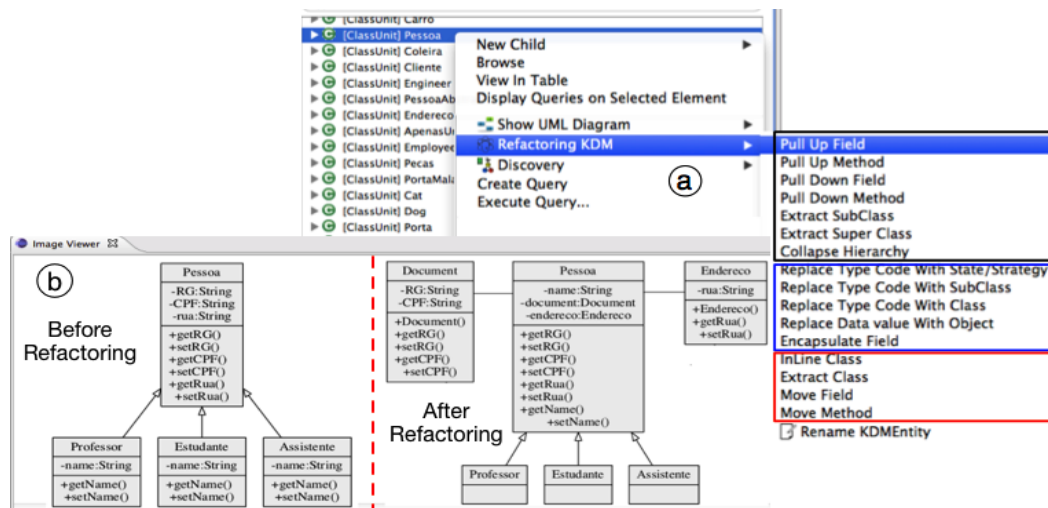 [ClassUnit] Carro
[ClassUnit] Pessoa
[ClassUnit] Coleira
[ClassUnit] Cliente
[ClassUnit] Engineer
[ClassUnit] PessoaAb
[ClassUnit] Endereco
[ClassUnit] ApenasUr
[ClassUnit] Employee
[ClassUnit] Pecas
[ClassUnit] PortaMala
[ClassUnit] Cat
[ClassUnit] Dog
[ClassUnit] Porta
New Child
Browse
View In Table
Display Queries on Selected Element
Show UML Diagram
Refactoring KDM
Discovery
Create Query
Execute Query...
a
Pull Up Field
Pull Up Method
Pull Down Field
Pull Down Method
Extract SubClass
Extract Super Class
Collapse Hierarchy
Replace Type Code With State/Strategy
Replace Type Code With SubClass
Replace Type Code With Class
Replace Data value With Object
Encapsulate Field
InLine Class
Extract Class
Move Field
Move Method
Rename KDMEntity
Image Viewer
b
Before
Refactoring
Pessoa
-RG:String
-CPF:String
-rua:String
+getRG()
+setRG()
+getCPF()
+setCPF()
+getRua()
+setRua()
Professor
-name:String
+getName()
+setName()
Estudante
-name:String
+getName()
+setName()
Assistente
-name:String
+getName()
+setName()
After
Refactoring
Document
-RG:String
-CPF:String
+Document()
+getRG()
+setRG()
+getCPF()
+setCPF()
Pessoa
-name:String
-document:Document
-endereco:Endereco
+getRG()
+setRG()
+getCPF()
+setCPF()
+getRua()
+setRua()
+getName()
+setName()
Endereco
-rua:String
+Endereco()
+getRua()
+setRua()
Professor
Estudante
Assistente